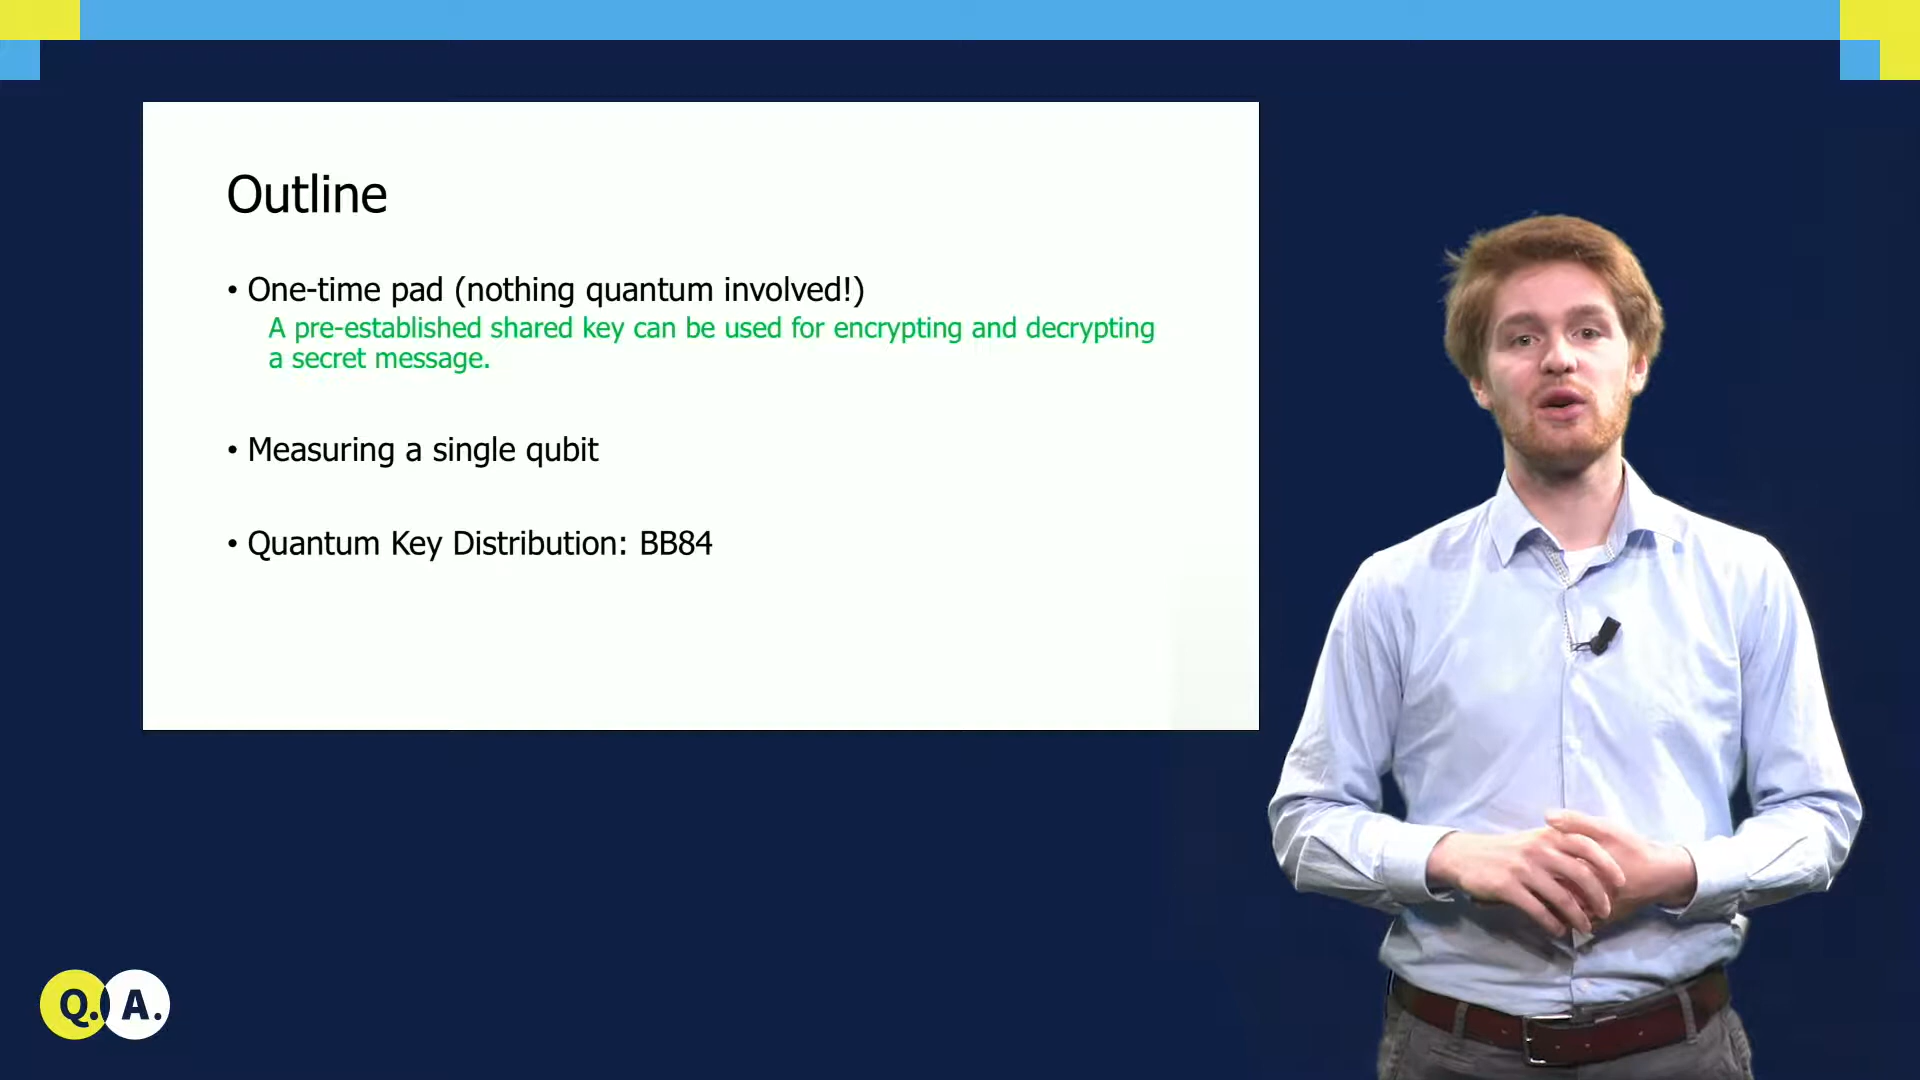 Outline
• One-time pad (nothing quantum involved!)
A pre-established shared key can be used for encrypting and decrypting
a secret message.
• Measuring a single qubit
• Quantum Key Distribution: BB84
Q. A.